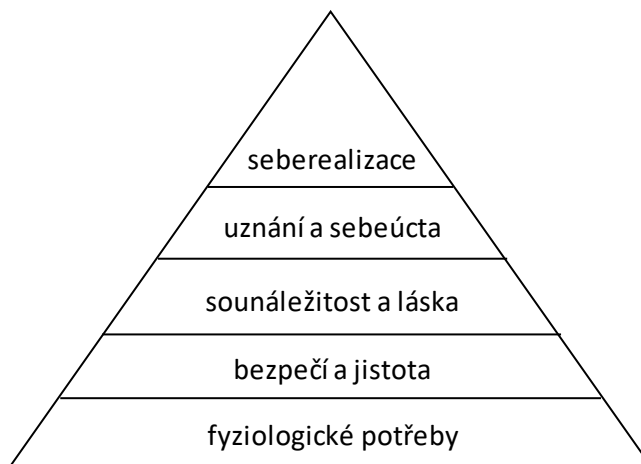 seberealizace
uznání a sebeúcta
sounáležitost a láska
bezpečí a jistota
fyziologické potřeby